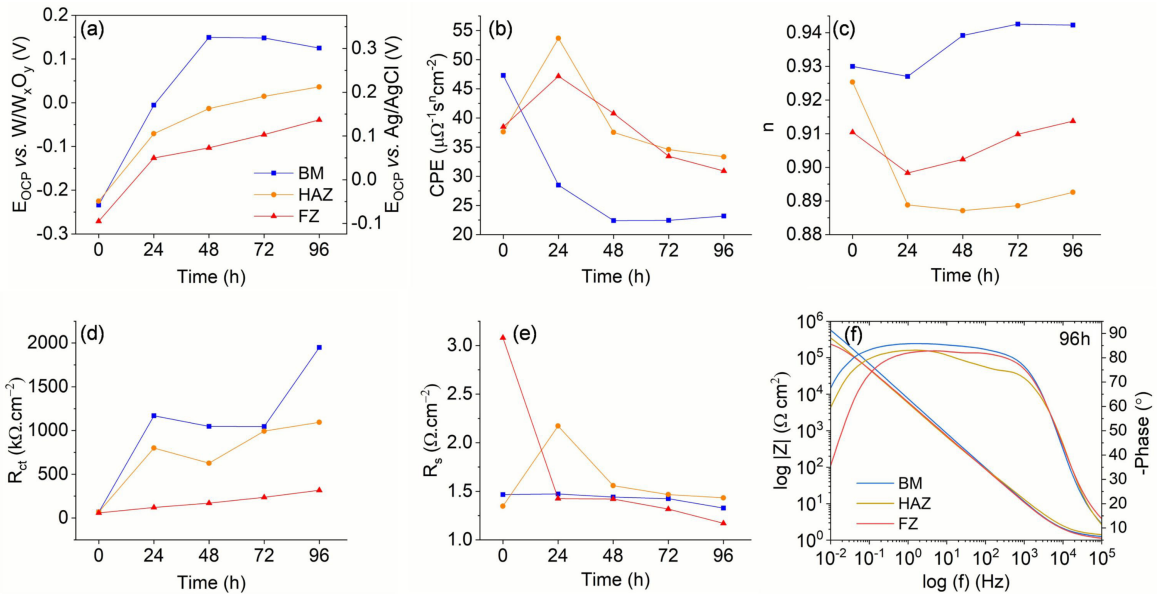 (a)
E_OCP vs. W/W_xO_y (V)
0.2
0.1
0.0
-0.1
-0.2
-0.3
0 24 48 72 96
Time (h)
BM
HAZ
FZ
0.3
0.2
0.1
0.0
-0.1
E_OCP vs. Ag/AgCl (V)
(b)
CPE (μΩ⁻¹sⁿcm⁻²)
55
50
45
40
35
30
25
20
0 24 48 72 96
Time (h)
(c)
n
0.94
0.93
0.92
0.91
0.90
0.89
0.88
0 24 48 72 96
Time (h)
(d)
R_ct (kΩ.cm⁻²)
2000
1500
1000
500
0
0 24 48 72 96
Time (h)
(e)
R_s (Ω.cm⁻²)
3.0
2.5
2.0
1.5
1.0
0 24 48 72 96
Time (h)
(f)
96h
log |Z| (Ω cm²)
10⁶
10⁵
10⁴
10³
10²
10¹
10⁰
BM
HAZ
FZ
10⁻² 10⁻¹ 10⁰ 10¹ 10² 10³ 10⁴ 10⁵
log (f) (Hz)
90
80
70
60
50
40
30
20
10
-Phase (°)